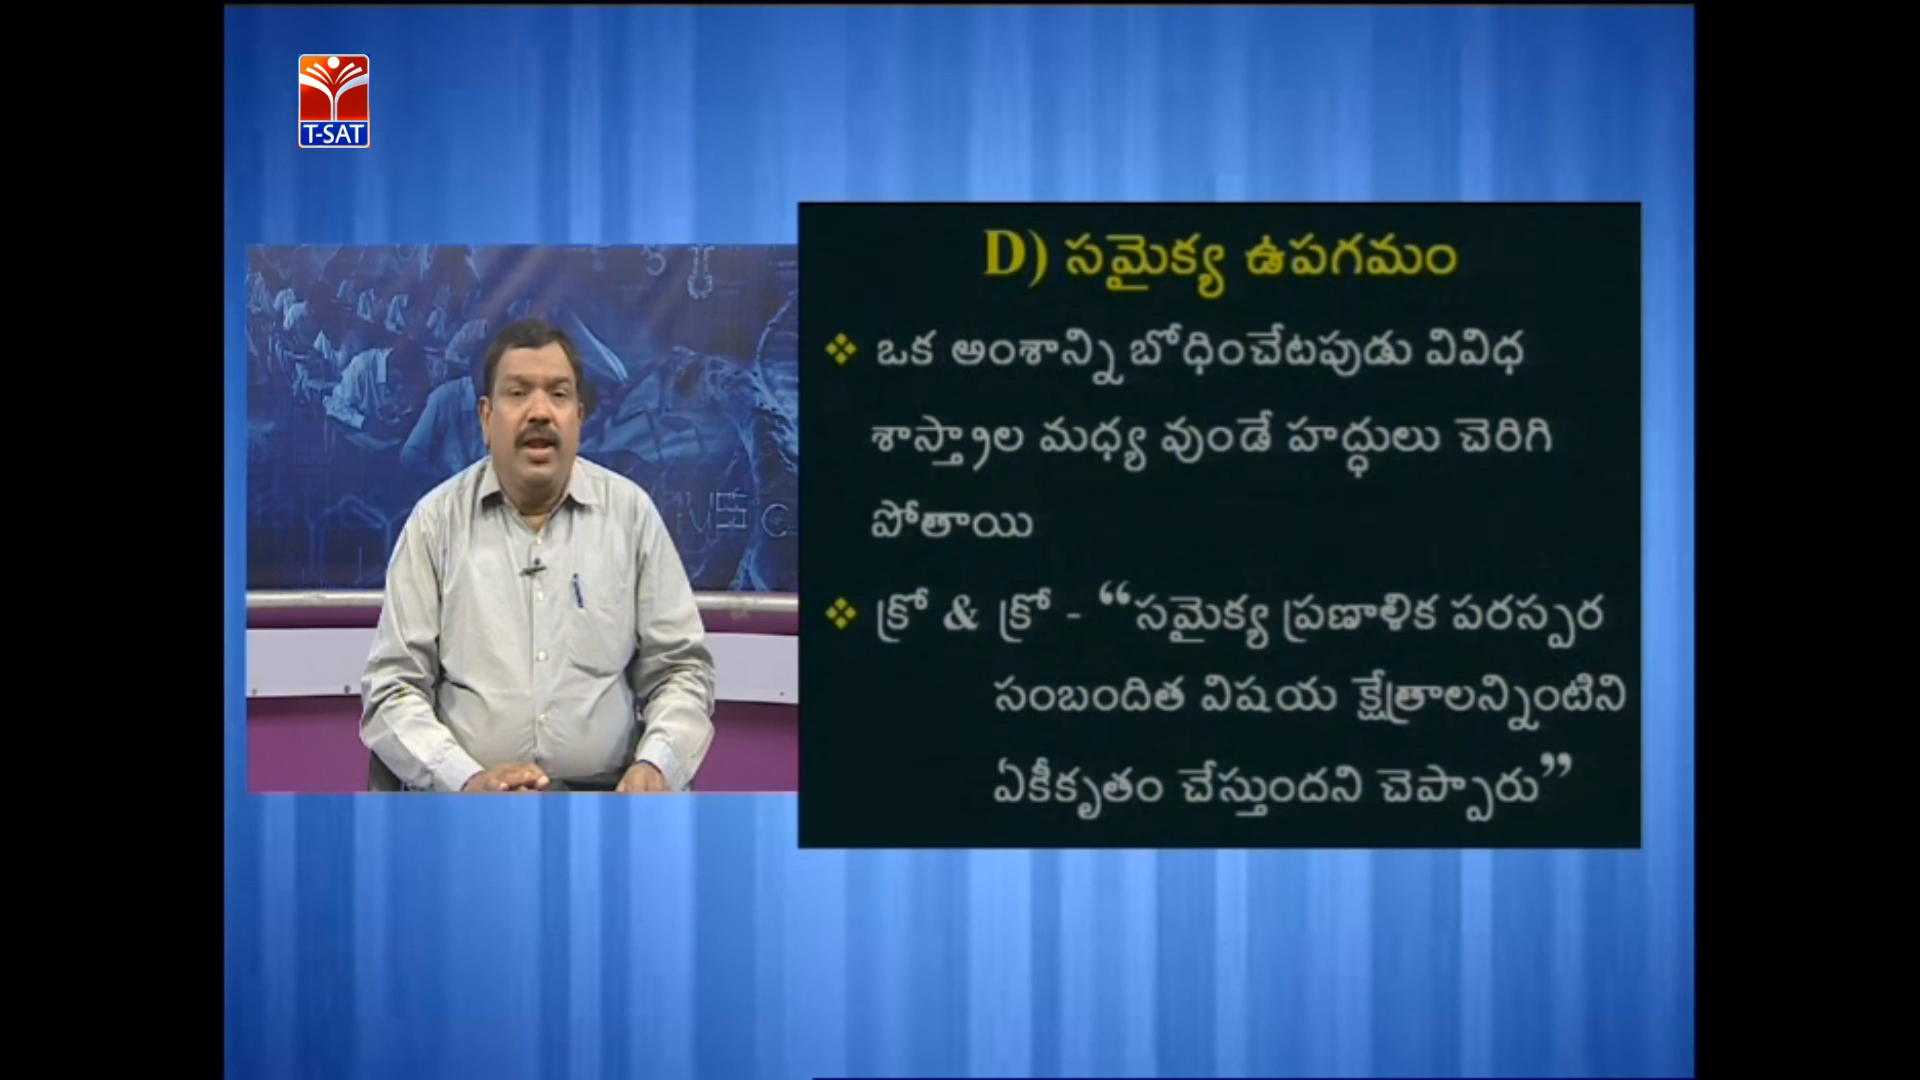 T-SAT
D) సమైక్య ఉపగమం
❖ ఒక అంశాన్ని బోధించేటపుడు వివిధ
శాస్త్రాల మధ్య వుండే హద్ధులు చెరిగి
పోతాయి
❖ క్రో & క్రో - “సమైక్య ప్రణాళిక పరస్పర
సంబందిత విషయ క్షేత్రాలన్నింటిని
ఏకీకృతం చేస్తుందని చెప్పారు”